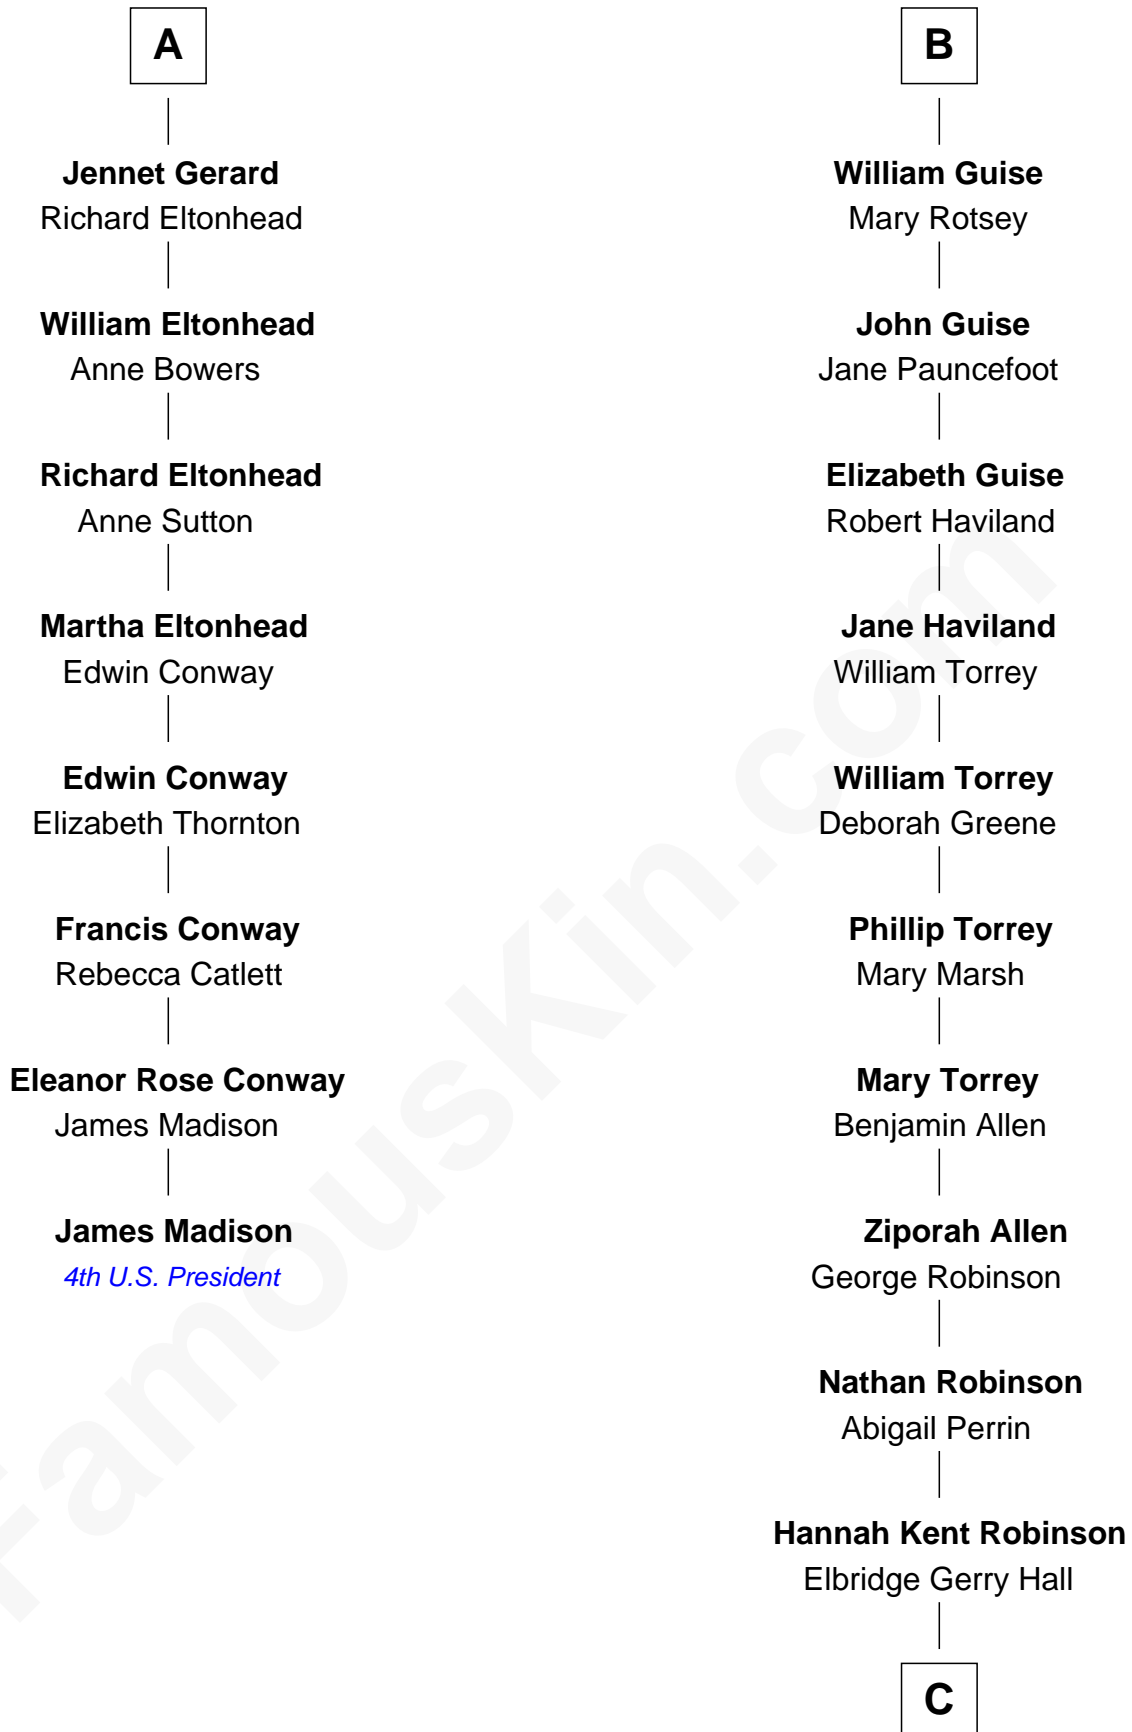 A
Jennet Gerard
Richard Eltonhead
William Eltonhead
Anne Bowers
Richard Eltonhead
Anne Sutton
Martha Eltonhead
Edwin Conway
Edwin Conway
Elizabeth Thornton
Francis Conway
Rebecca Catlett
Eleanor Rose Conway
James Madison
James Madison
4th U.S. President
B
William Guise
Mary Rotsey
John Guise
Jane Pauncefoot
Elizabeth Guise
Robert Haviland
Jane Haviland
William Torrey
William Torrey
Deborah Greene
Phillip Torrey
Mary Marsh
Mary Torrey
Benjamin Allen
Ziporah Allen
George Robinson
Nathan Robinson
Abigail Perrin
Hannah Kent Robinson
Elbridge Gerry Hall
C
FamousKin.com